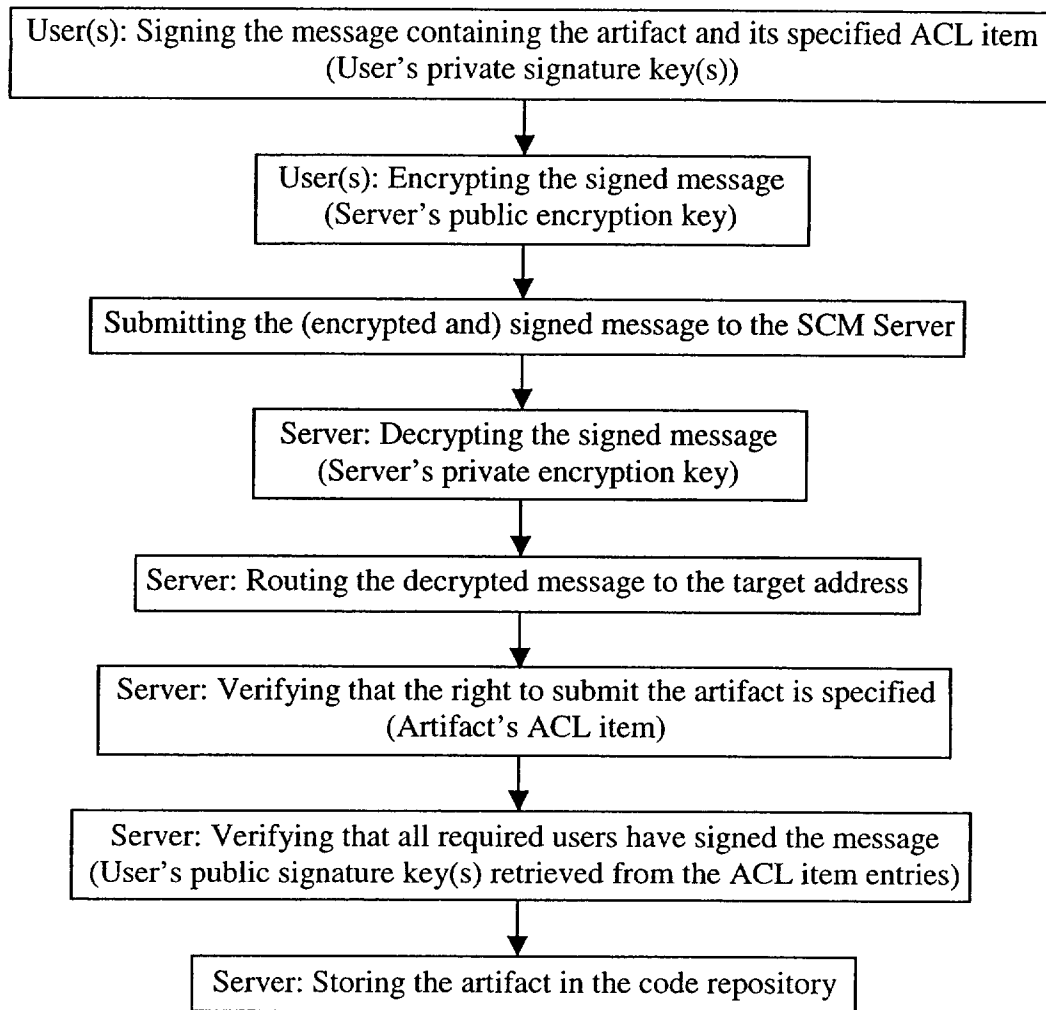 User(s): Signing the message containing the artifact and its specified ACL item
(User's private signature key(s))
User(s): Encrypting the signed message
(Server's public encryption key)
Submitting the (encrypted and) signed message to the SCM Server
Server: Decrypting the signed message
(Server's private encryption key)
Server: Routing the decrypted message to the target address
Server: Verifying that the right to submit the artifact is specified
(Artifact's ACL item)
Server: Verifying that all required users have signed the message
(User's public signature key(s) retrieved from the ACL item entries)
Server: Storing the artifact in the code repository